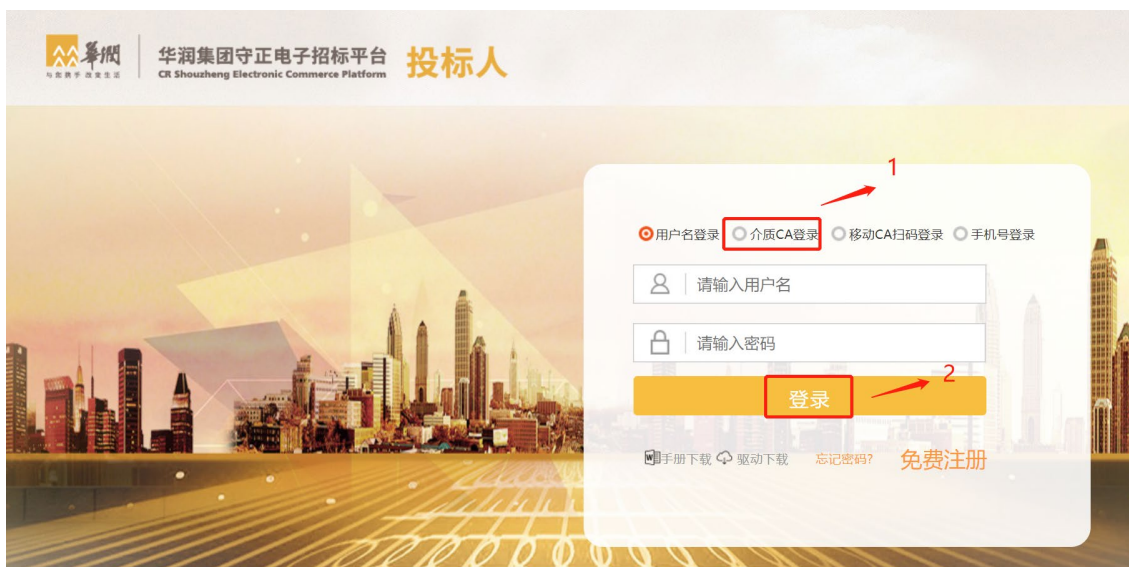 華潤
与您携手 改变生活
华润集团守正电子招标平台
CR Shouzheng Electronic Commerce Platform
投标人
1
用户名登录 介质CA登录 移动CA扫码登录 手机号登录
请输入用户名
请输入密码
2
登录
手册下载 驱动下载 忘记密码? 免费注册